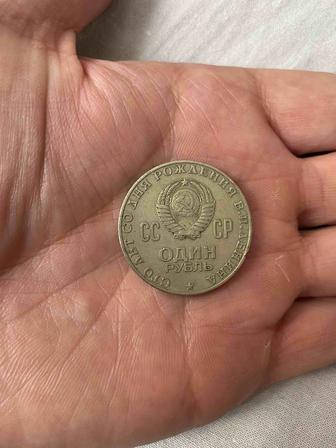 СТО ЛЕТ СО ДНЯ РОЖДЕНИЯ В.И.ЛЕНИНА
СС СР
ОДИН
РУБЛЬ